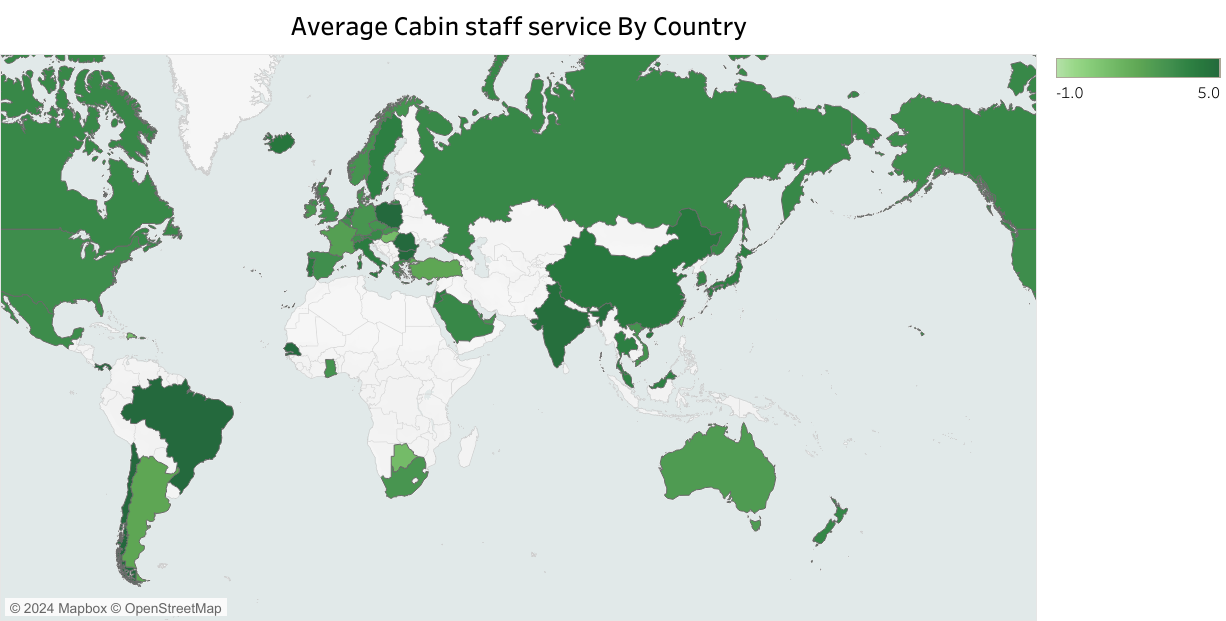 Average Cabin staff service By Country
-1.0 5.0
© 2024 Mapbox © OpenStreetMap